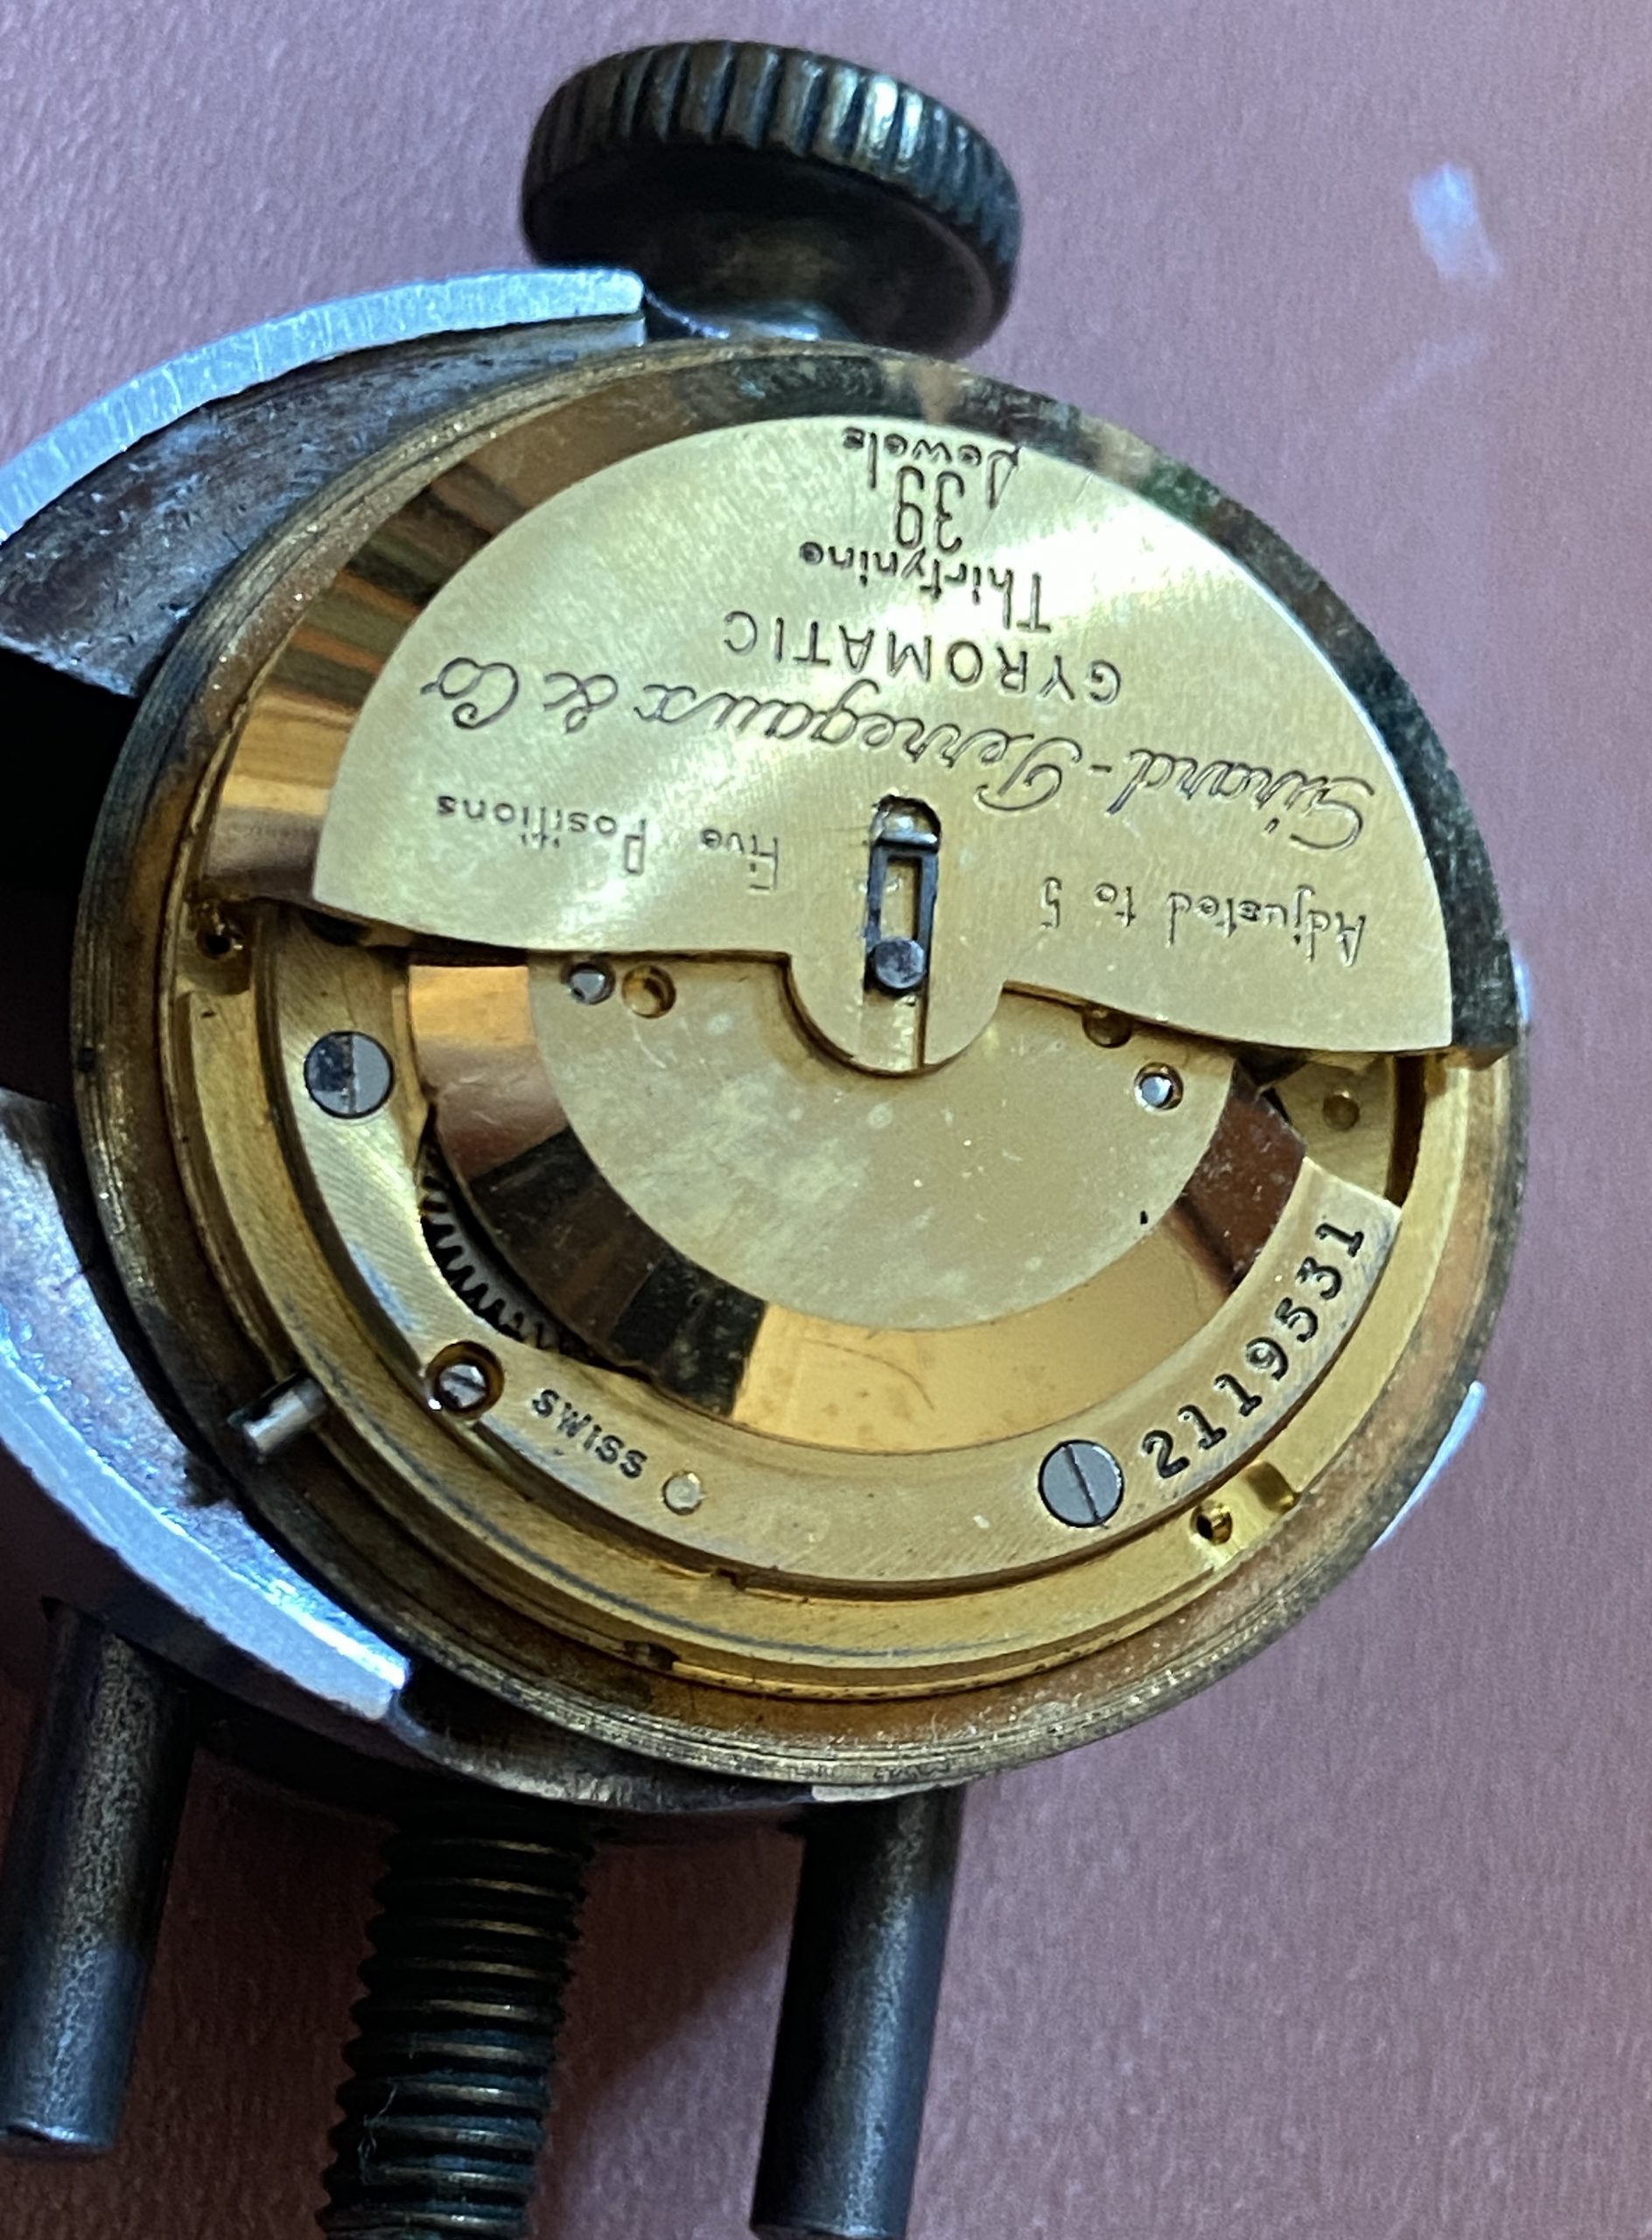 Adjusted to 5 Five Positions
Girard-Perregaux & Co
GYROMATIC
Thirtynine
39
Jewels
SWISS
2119531